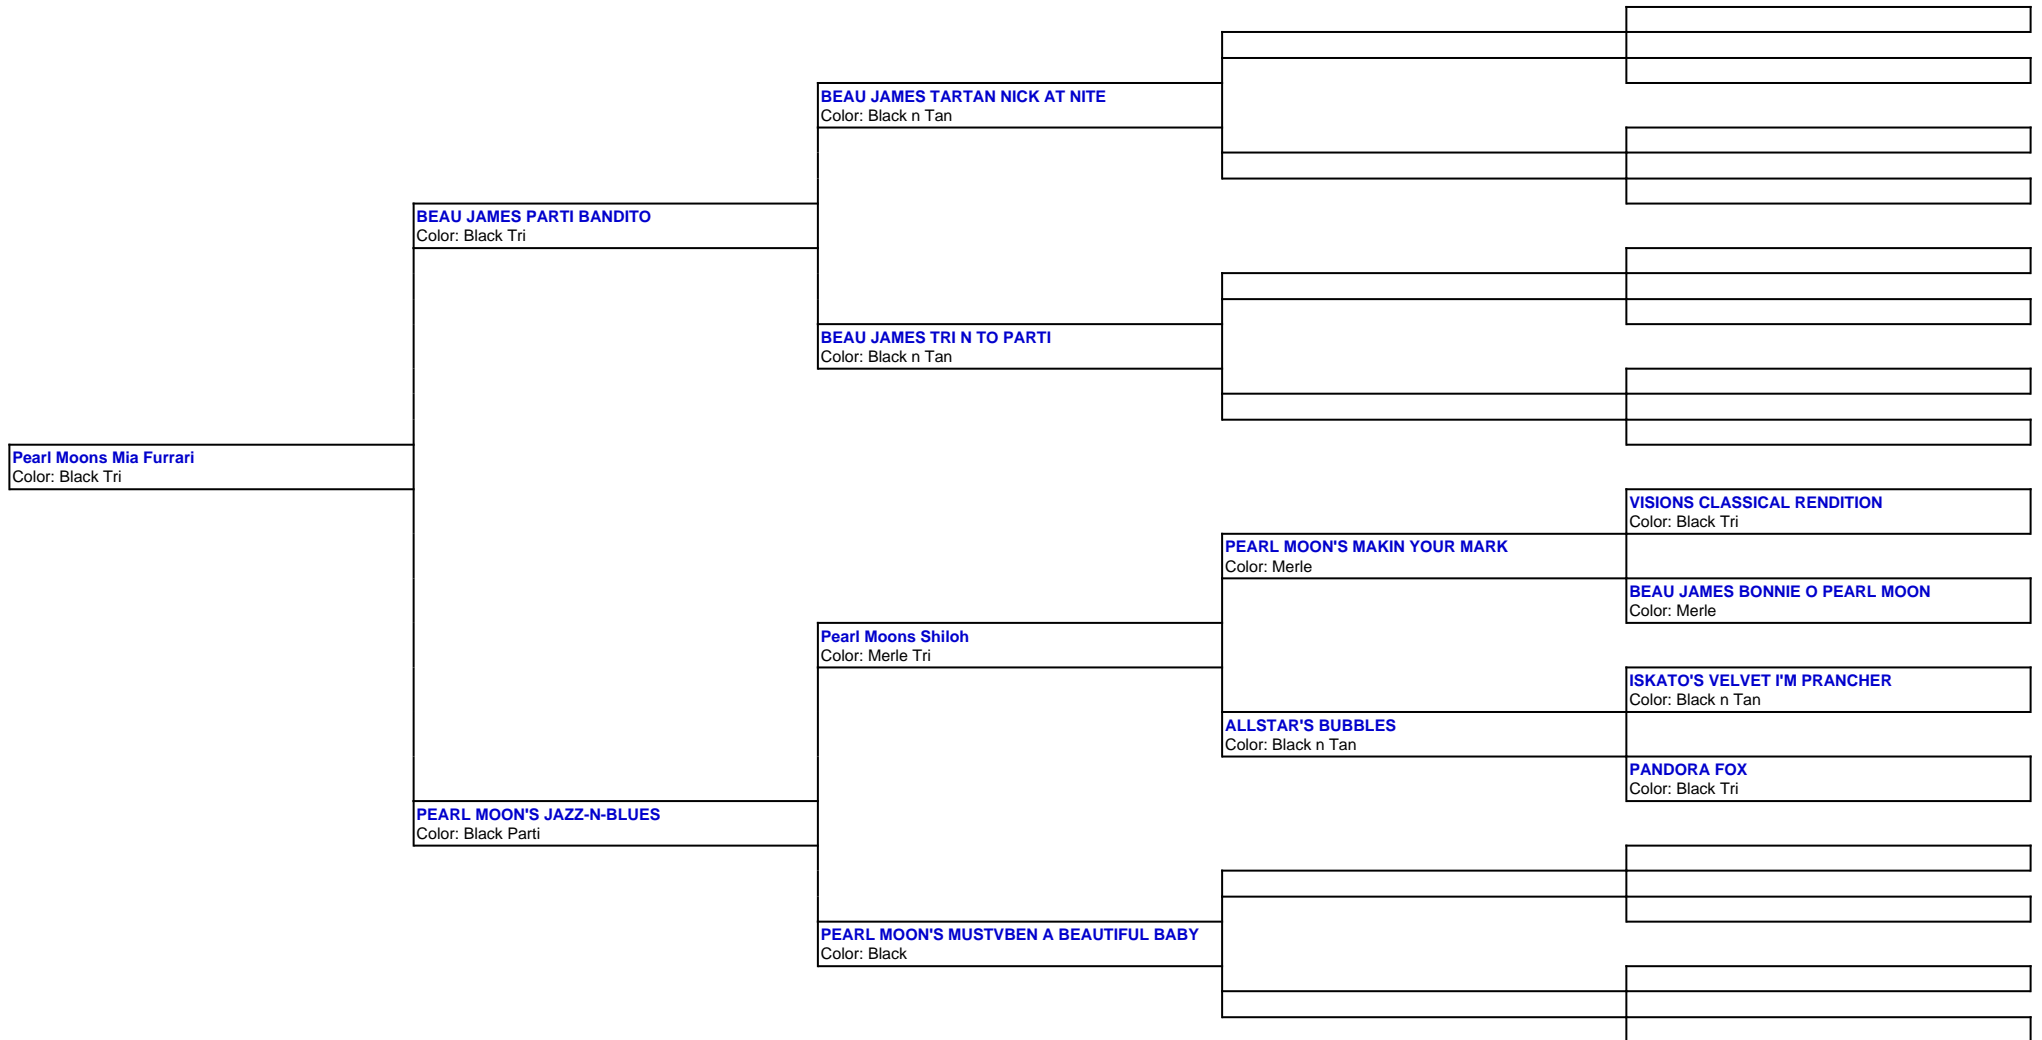 BEAU JAMES TARTAN NICK AT NITE
Color: Black n Tan
BEAU JAMES PARTI BANDITO
Color: Black Tri
BEAU JAMES TRI N TO PARTI
Color: Black n Tan
Pearl Moons Mia Furrari
Color: Black Tri
VISIONS CLASSICAL RENDITION
Color: Black Tri
PEARL MOON'S MAKIN YOUR MARK
Color: Merle
BEAU JAMES BONNIE O PEARL MOON
Color: Merle
Pearl Moons Shiloh
Color: Merle Tri
ISKATO'S VELVET I'M PRANCHER
Color: Black n Tan
ALLSTAR'S BUBBLES
Color: Black n Tan
PANDORA FOX
Color: Black Tri
PEARL MOON'S JAZZ-N-BLUES
Color: Black Parti
PEARL MOON'S MUSTVBEN A BEAUTIFUL BABY
Color: Black